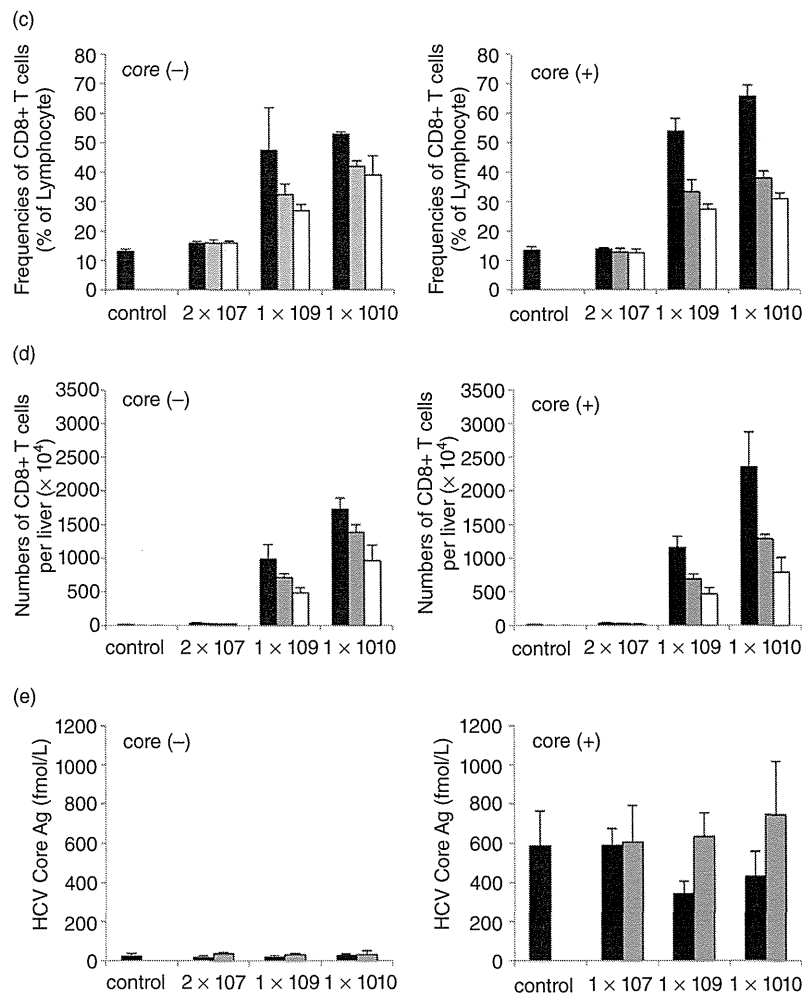 (c)
Frequencies of CD8+ T cells
(% of Lymphocyte)
80
70
60
50
40
30
20
10
0
core (–)
control 2 × 107 1 × 109 1 × 1010
Frequencies of CD8+ T cells
(% of Lymphocyte)
80
70
60
50
40
30
20
10
0
core (+)
control 2 × 107 1 × 109 1 × 1010
(d)
Numbers of CD8+ T cells
per liver (× 10⁴)
3500
3000
2500
2000
1500
1000
500
0
core (–)
control 2 × 107 1 × 109 1 × 1010
Numbers of CD8+ T cells
per liver (× 10⁴)
3500
3000
2500
2000
1500
1000
500
0
core (+)
control 2 × 107 1 × 109 1 × 1010
(e)
HCV Core Ag (fmol/L)
1200
1000
800
600
400
200
0
core (–)
control 2 × 107 1 × 109 1 × 1010
HCV Core Ag (fmol/L)
1200
1000
800
600
400
200
0
core (+)
control 1 × 107 1 × 109 1 × 1010